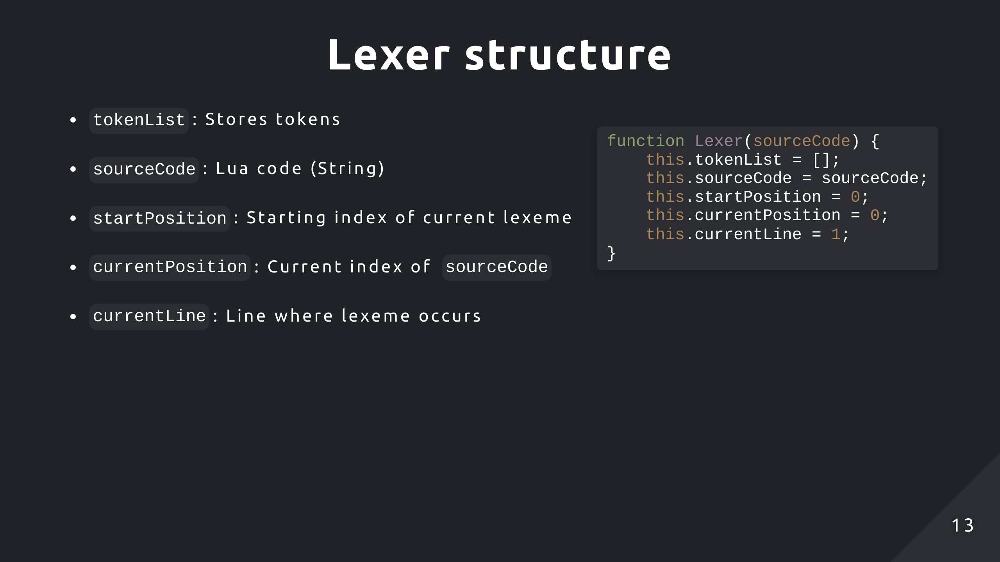 Lexer structure
• tokenList: Stores tokens
• sourceCode: Lua code (String)
• startPosition: Starting index of current lexeme
• currentPosition: Current index of sourceCode
• currentLine: Line where lexeme occurs
function Lexer(sourceCode) {
    this.tokenList = [];
    this.sourceCode = sourceCode;
    this.startPosition = 0;
    this.currentPosition = 0;
    this.currentLine = 1;
}
13